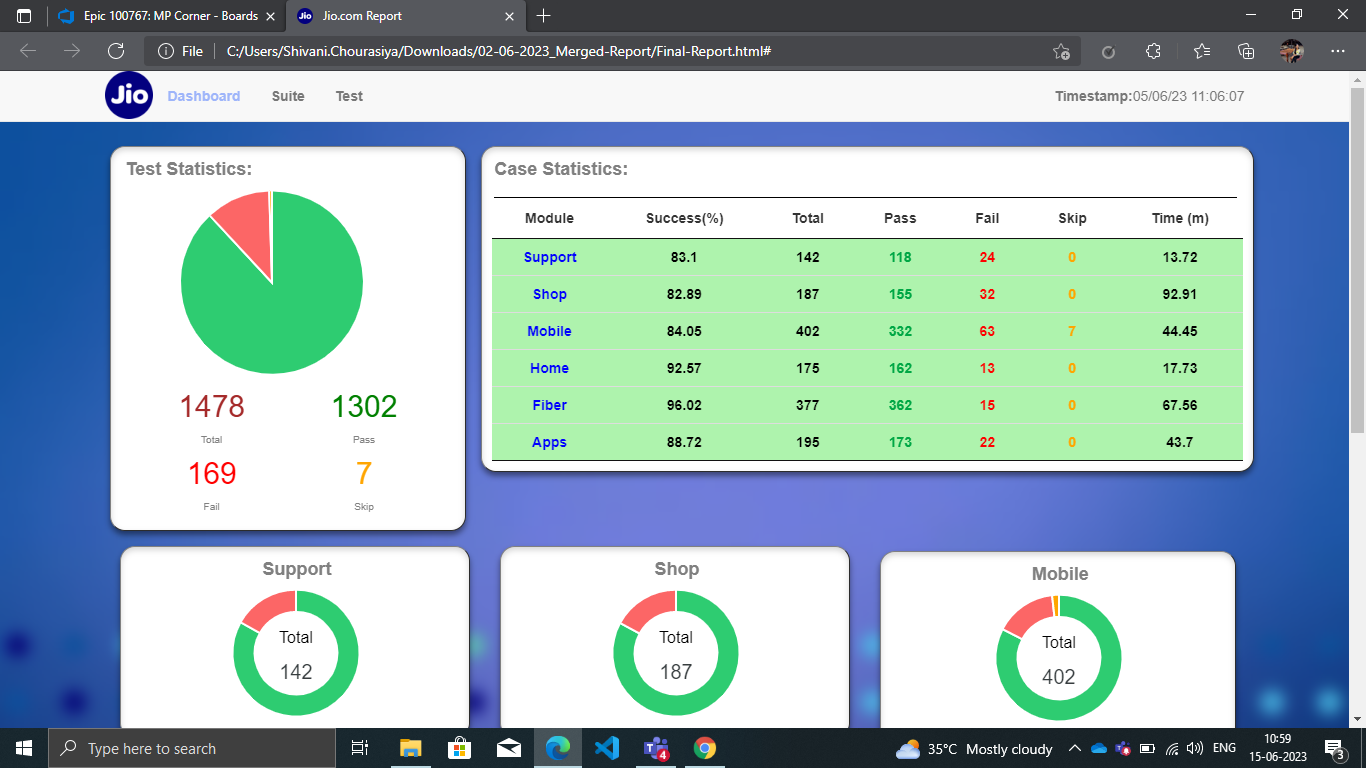 Epic 100767: MP Corner - Boards
Jio.com Report
File
C:/Users/Shivani.Chourasiya/Downloads/02-06-2023_Merged-Report/Final-Report.html#
Jio Dashboard Suite Test Timestamp:05/06/23 11:06:07
Test Statistics:
1478 1302
Total Pass
169 7
Fail Skip
Case Statistics:
Module Success(%) Total Pass Fail Skip Time (m)
Support 83.1 142 118 24 0 13.72
Shop 82.89 187 155 32 0 92.91
Mobile 84.05 402 332 63 7 44.45
Home 92.57 175 162 13 0 17.73
Fiber 96.02 377 362 15 0 67.56
Apps 88.72 195 173 22 0 43.7
Support
Total
142
Shop
Total
187
Mobile
Total
402
Type here to search
4
35°C Mostly cloudy
ENG
10:59
15-06-2023
3